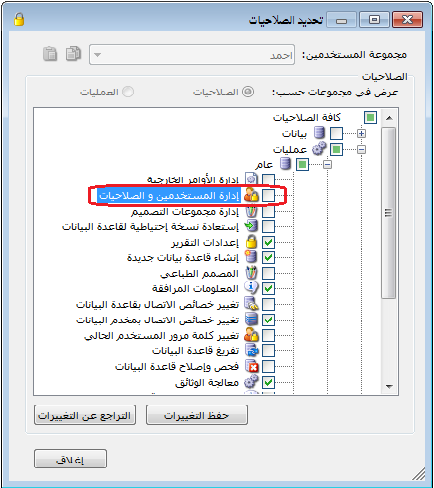 تحديد الصلاحيات
مجموعة المستخدمين:
احمد
الصلاحيات
عرض في مجموعات حسب:
الصلاحيات
العمليات
كافة الصلاحيات
بيانات
عمليات
عام
إدارة الأوامر الخارجية
إدارة المستخدمين و الصلاحيات
إدارة مجموعات التصميم
إستعادة نسخة إحتياطية لقاعدة البيانات
إعدادات التقرير
إنشاء قاعدة بيانات جديدة
المصمم الطباعي
المعلومات المرافقة
تغيير خصائص الاتصال بقاعدة البيانات
تغيير خصائص الاتصال بمخدم البيانات
تغيير كلمة مرور المستخدم الحالي
تفريغ قاعدة البيانات
فحص وإصلاح قاعدة البيانات
معالجة الوثائق
حفظ التغييرات
التراجع عن التغييرات
إغلاق